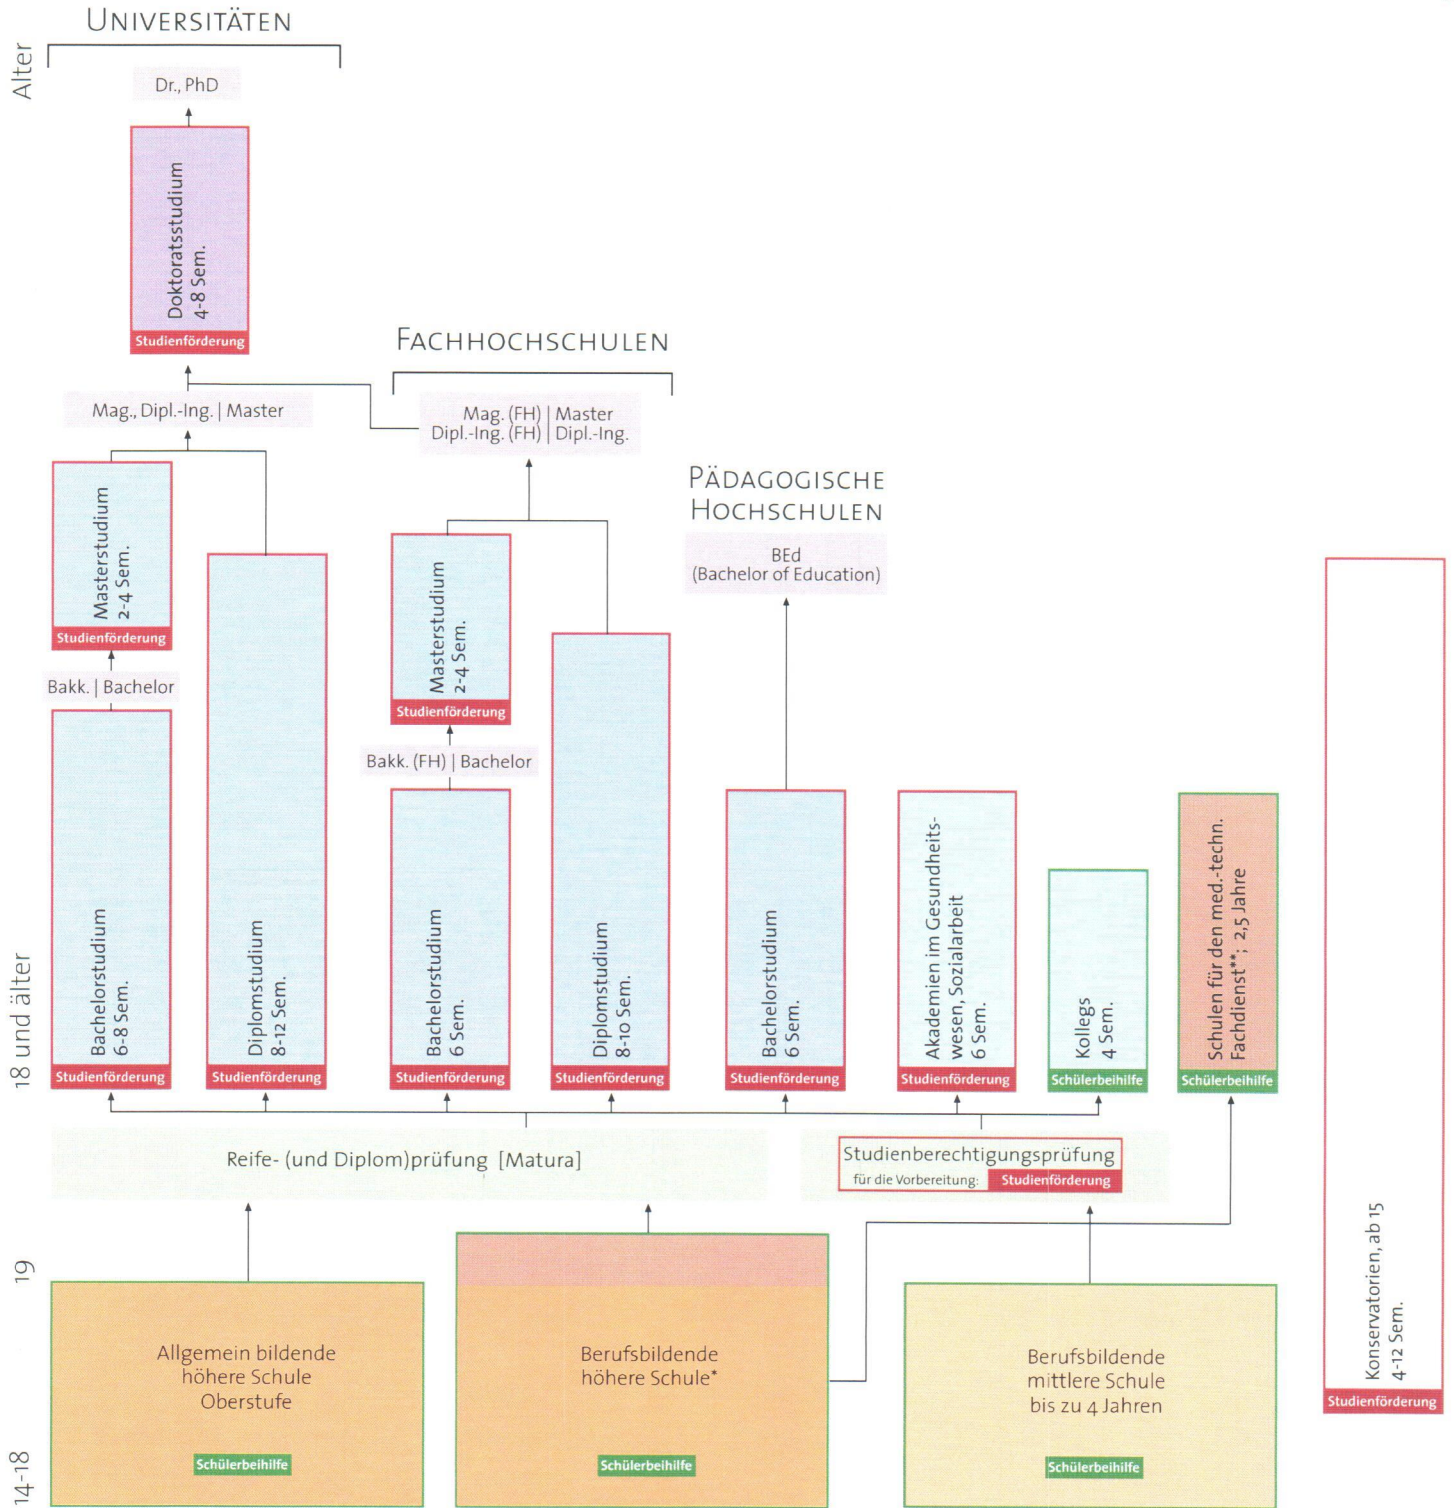 UNIVERSITÄTEN
Alter
Dr., PhD
Doktoratsstudium
4-8 Sem.
Studienförderung
FACHHOCHSCHULEN
Mag., Dipl.-Ing. | Master
Mag. (FH) | Master
Dipl.-Ing. (FH) | Dipl.-Ing.
PÄDAGOGISCHE
HOCHSCHULEN
Masterstudium
2-4 Sem.
Studienförderung
BEd
(Bachelor of Education)
Masterstudium
2-4 Sem.
Studienförderung
Bakk. | Bachelor
Bakk. (FH) | Bachelor
18 und älter
Bachelorstudium
6-8 Sem.
Studienförderung
Diplomstudium
8-12 Sem.
Studienförderung
Bachelorstudium
6 Sem.
Studienförderung
Diplomstudium
8-10 Sem.
Studienförderung
Bachelorstudium
6 Sem.
Studienförderung
Akademien im Gesundheits-
wesen, Sozialarbeit
6 Sem.
Studienförderung
Kollegs
4 Sem.
Schülerbeihilfe
Schulen für den med.-techn.
Fachdienst**; 2,5 Jahre
Schülerbeihilfe
Reife- (und Diplom)prüfung [Matura]
Studienberechtigungsprüfung
für die Vorbereitung: Studienförderung
19
Konservatorien, ab 15
4-12 Sem.
Studienförderung
14-18
Allgemein bildende
höhere Schule
Oberstufe
Schülerbeihilfe
Berufsbildende
höhere Schule*
Schülerbeihilfe
Berufsbildende
mittlere Schule
bis zu 4 Jahren
Schülerbeihilfe